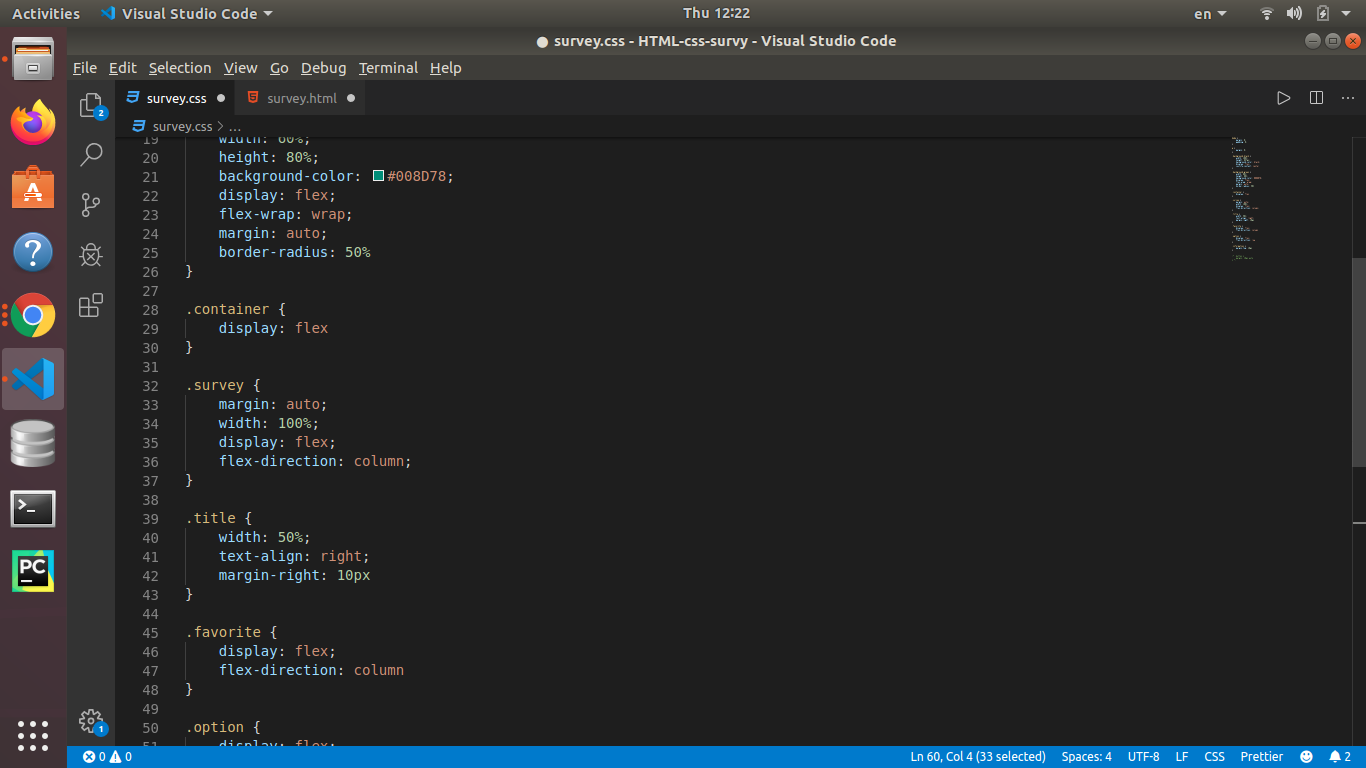 Activities Visual Studio Code Thu 12:22 en
survey.css - HTML-css-survy - Visual Studio Code
File Edit Selection View Go Debug Terminal Help
survey.css survey.html
survey.css > ...
2
19 width: 60%;
20 height: 80%;
21 background-color: #008D78;
22 display: flex;
23 flex-wrap: wrap;
24 margin: auto;
25 border-radius: 50%
26 }
27
28 .container {
29 display: flex
30 }
31
32 .survey {
33 margin: auto;
34 width: 100%;
35 display: flex;
36 flex-direction: column;
37 }
38
39 .title {
40 width: 50%;
41 text-align: right;
42 margin-right: 10px
43 }
44
45 .favorite {
46 display: flex;
47 flex-direction: column
48 }
49
50 .option {
51 display: flex;
PC
1
0 0 Ln 60, Col 4 (33 selected) Spaces: 4 UTF-8 LF CSS Prettier 2